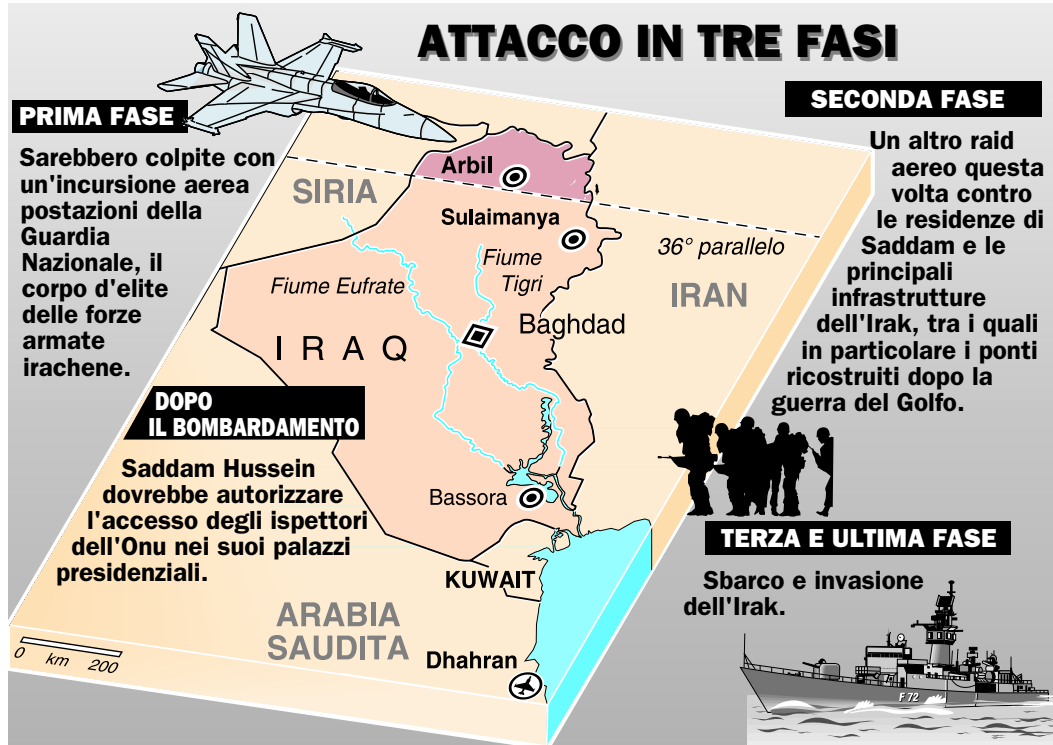 ATTACCO IN TRE FASI
PRIMA FASE
Sarebbero colpite con
un'incursione aerea
postazioni della
Guardia
Nazionale, il
corpo d'elite
delle forze
armate
irachene.
DOPO
IL BOMBARDAMENTO
Saddam Hussein
dovrebbe autorizzare
l'accesso degli ispettori
dell'Onu nei suoi palazzi
presidenziali.
SECONDA FASE
Un altro raid
aereo questa
volta contro
le residenze di
Saddam e le
principali
infrastrutture
dell'Irak, tra i quali
in particolare i ponti
ricostruiti dopo la
guerra del Golfo.
TERZA E ULTIMA FASE
Sbarco e invasione
dell'Irak.
F 72
Arbil
SIRIA
Sulaimanya
36° parallelo
Fiume
Tigri
Fiume Eufrate
IRAN
Baghdad
IRAQ
Bassora
KUWAIT
ARABIA
SAUDITA
Dhahran
0 km 200